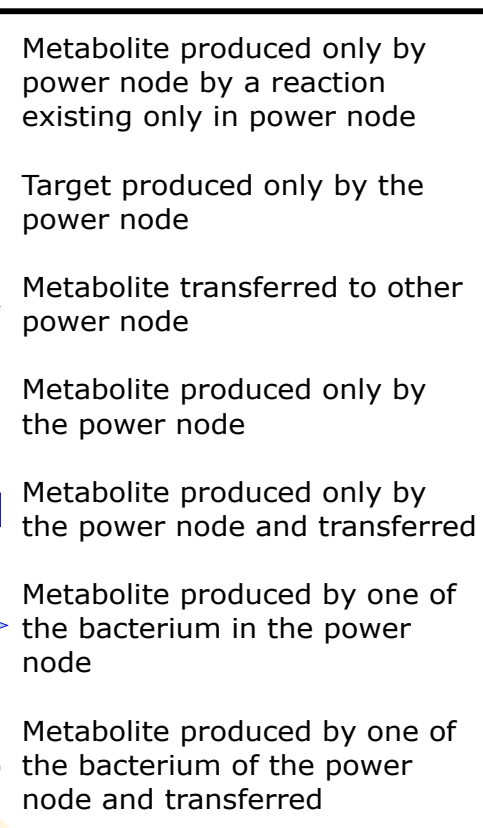 Metabolite produced only by
power node by a reaction
existing only in power node
Target produced only by the
power node
Metabolite transferred to other
power node
Metabolite produced only by
the power node
Metabolite produced only by
the power node and transferred
Metabolite produced by one of
the bacterium in the power
node
Metabolite produced by one of
the bacterium of the power
node and transferred